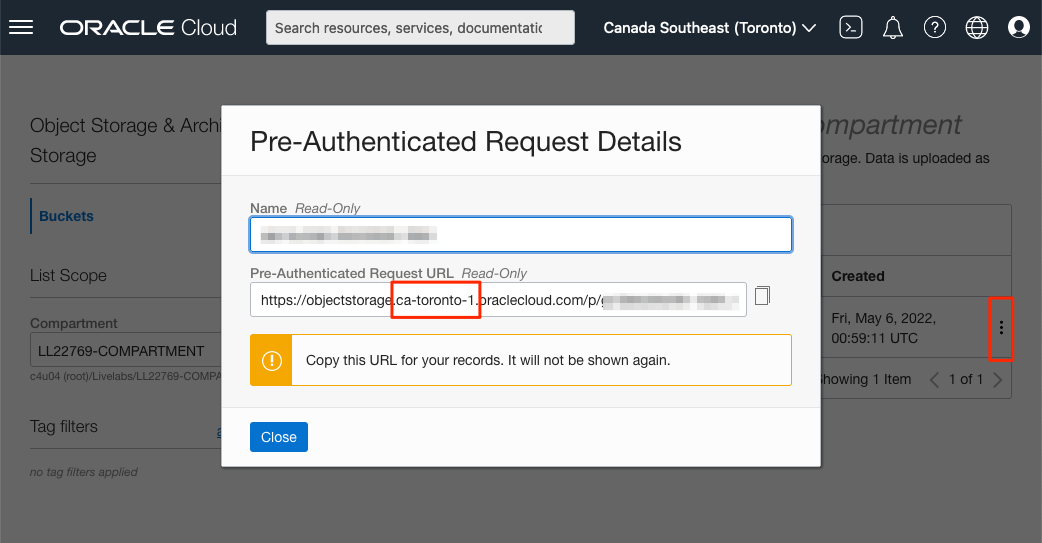 ORACLE Cloud
Search resources, services, documentatic
Canada Southeast (Toronto)
Object Storage & Archi
Storage
Buckets
List Scope
Compartment
LL22769-COMPARTMENT
c4u04 (root)/Livelabs/LL22769-COMPA
Tag filters
no tag filters applied
Pre-Authenticated Request Details
Name Read-Only
Pre-Authenticated Request URL Read-Only
https://objectstorage.ca-toronto-1.oraclecloud.com/p/
Copy this URL for your records. It will not be shown again.
Close
ompartment
orage. Data is uploaded as
Created
Fri, May 6, 2022,
00:59:11 UTC
Showing 1 Item
1 of 1